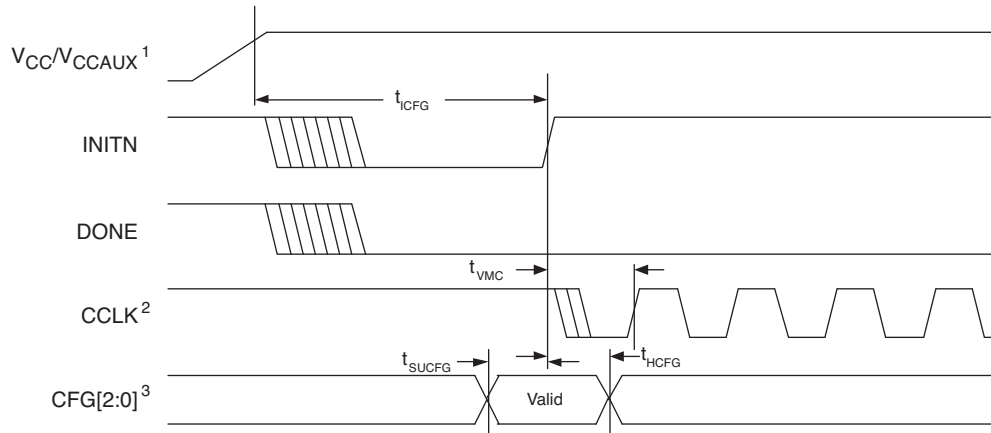 VCC/VCCAUX 1
tICFG
INITN
DONE
tVMC
CCLK 2
tSUCFG
tHCFG
CFG[2:0] 3
Valid